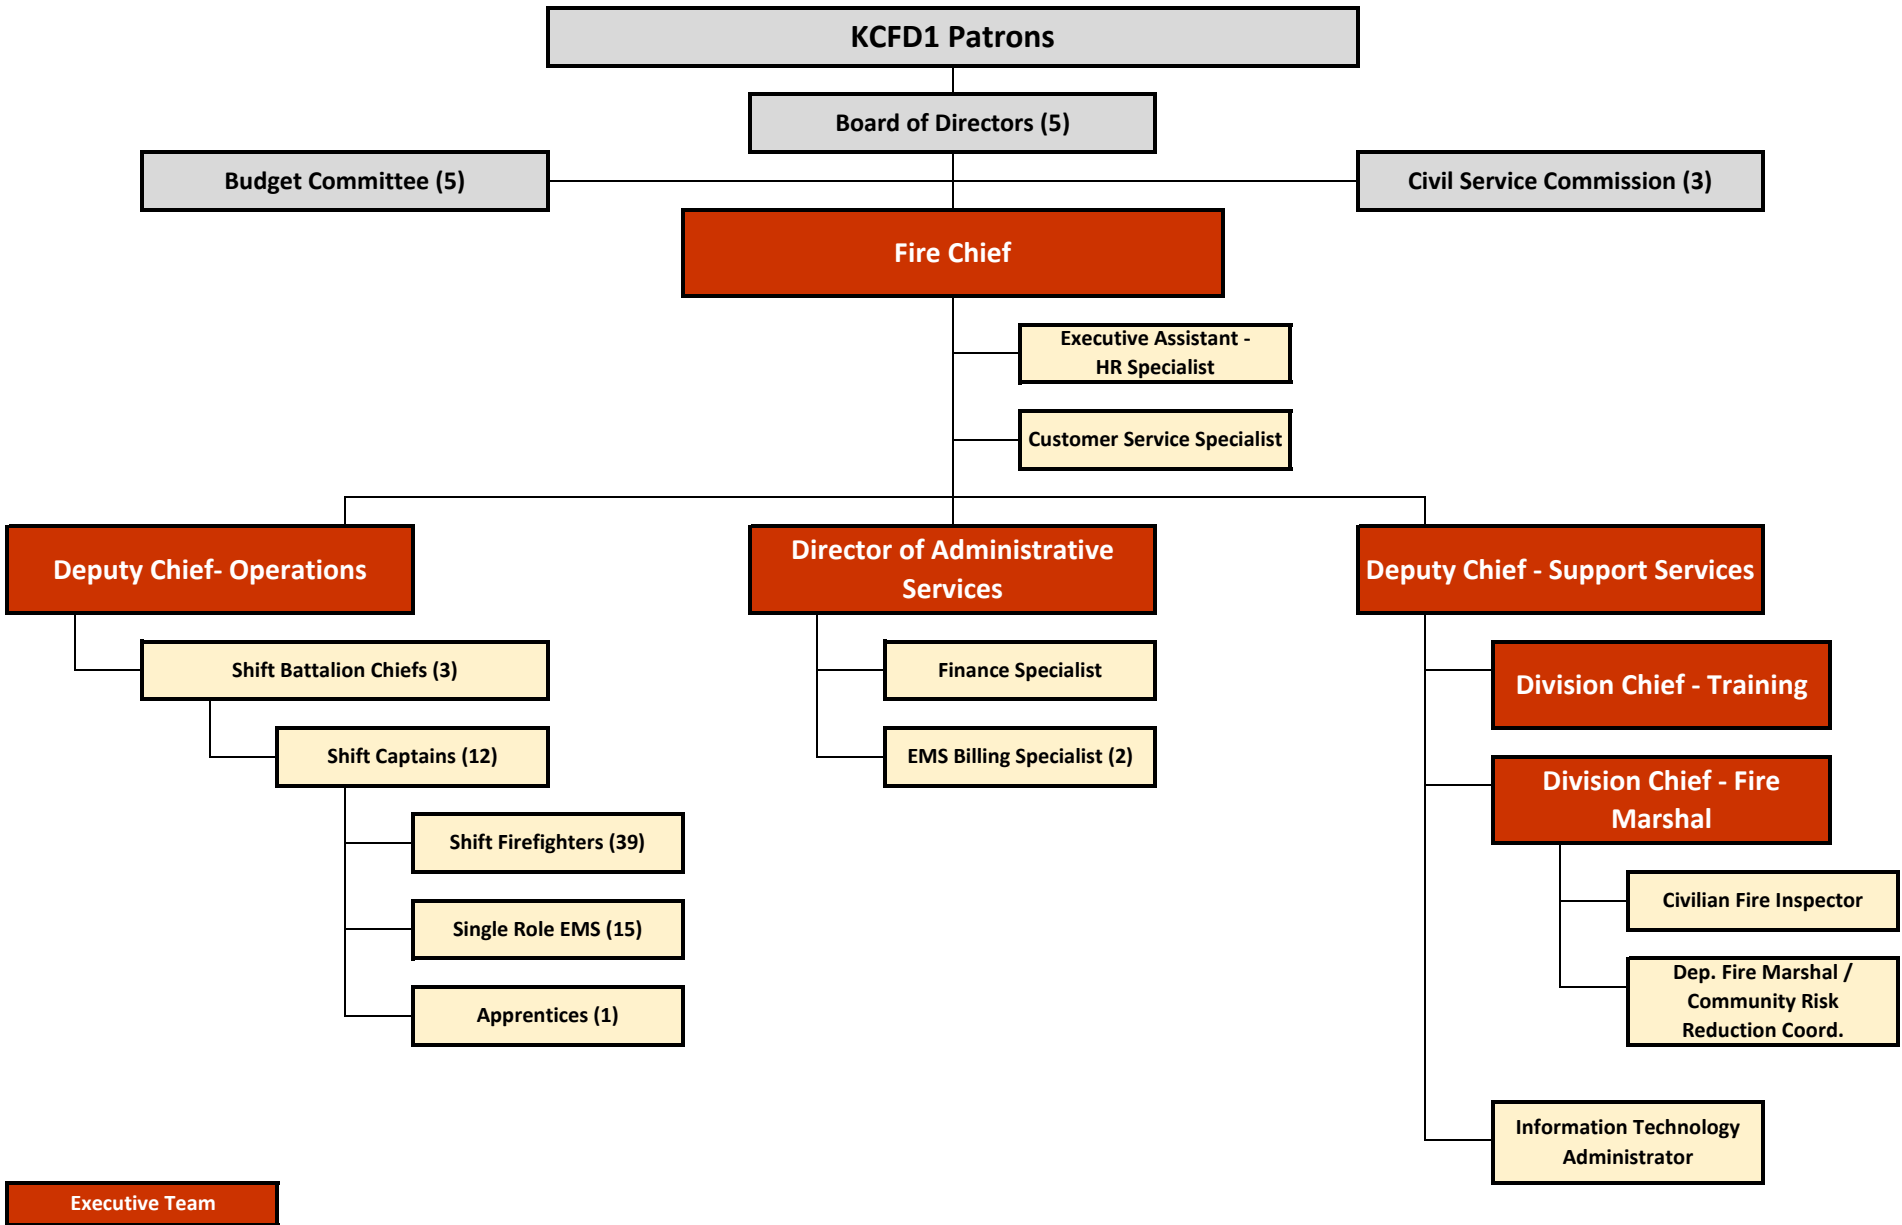 KCFD1 Patrons
Board of Directors (5)
Budget Committee (5)
Civil Service Commission (3)
Fire Chief
Executive Assistant -
HR Specialist
Customer Service Specialist
Deputy Chief- Operations
Director of Administrative
Services
Deputy Chief - Support Services
Shift Battalion Chiefs (3)
Finance Specialist
Division Chief - Training
Shift Captains (12)
EMS Billing Specialist (2)
Division Chief - Fire
Marshal
Shift Firefighters (39)
Civilian Fire Inspector
Single Role EMS (15)
Dep. Fire Marshal /
Community Risk
Reduction Coord.
Apprentices (1)
Information Technology
Administrator
Executive Team